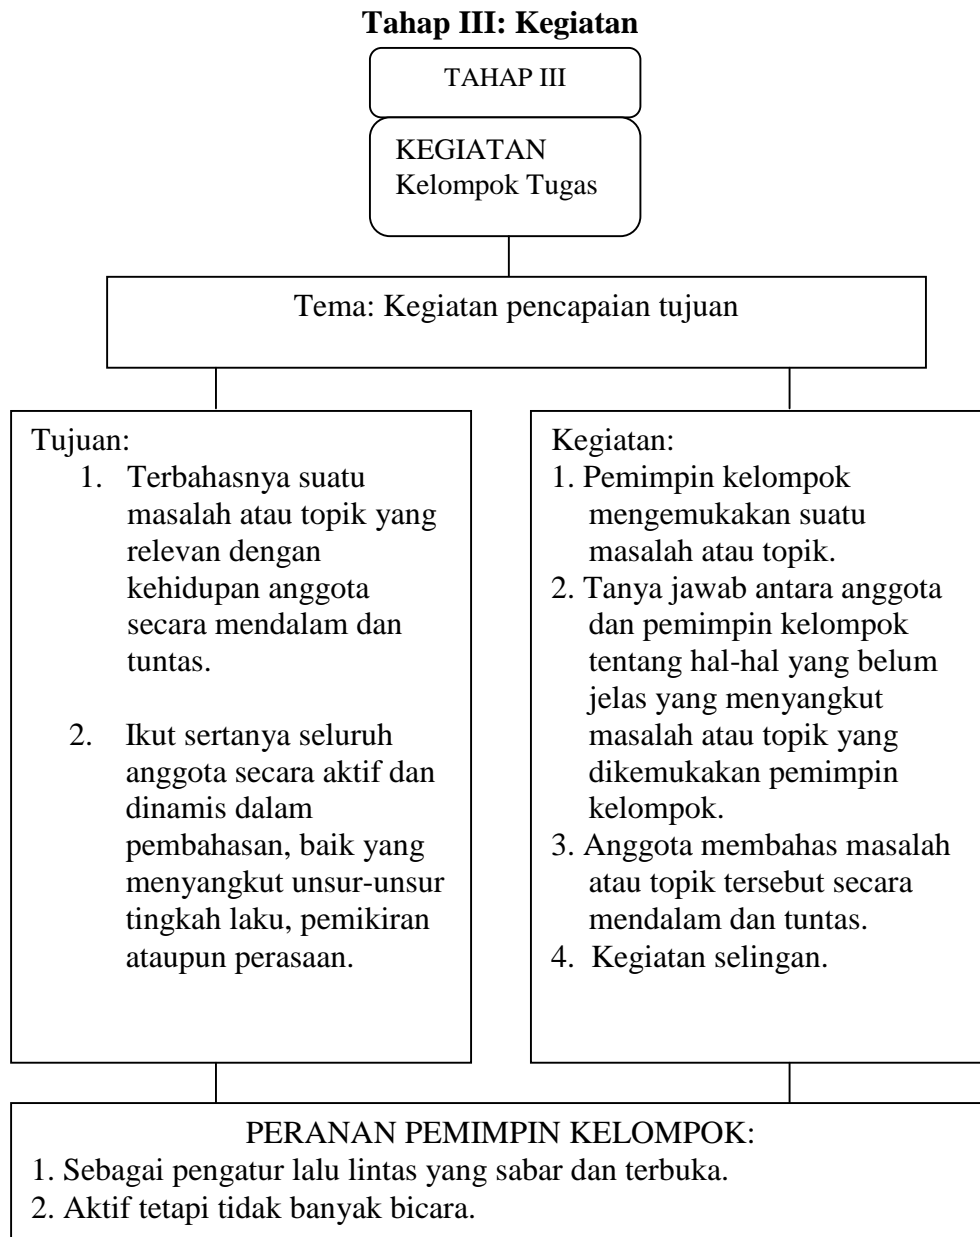 Tahap III: Kegiatan
TAHAP III
KEGIATAN
Kelompok Tugas
Tema: Kegiatan pencapaian tujuan
Tujuan:
1. Terbahasnya suatu
masalah atau topik yang
relevan dengan
kehidupan anggota
secara mendalam dan
tuntas.
2. Ikut sertanya seluruh
anggota secara aktif dan
dinamis dalam
pembahasan, baik yang
menyangkut unsur-unsur
tingkah laku, pemikiran
ataupun perasaan.
Kegiatan:
1. Pemimpin kelompok
mengemukakan suatu
masalah atau topik.
2. Tanya jawab antara anggota
dan pemimpin kelompok
tentang hal-hal yang belum
jelas yang menyangkut
masalah atau topik yang
dikemukakan pemimpin
kelompok.
3. Anggota membahas masalah
atau topik tersebut secara
mendalam dan tuntas.
4. Kegiatan selingan.
PERANAN PEMIMPIN KELOMPOK:
1. Sebagai pengatur lalu lintas yang sabar dan terbuka.
2. Aktif tetapi tidak banyak bicara.